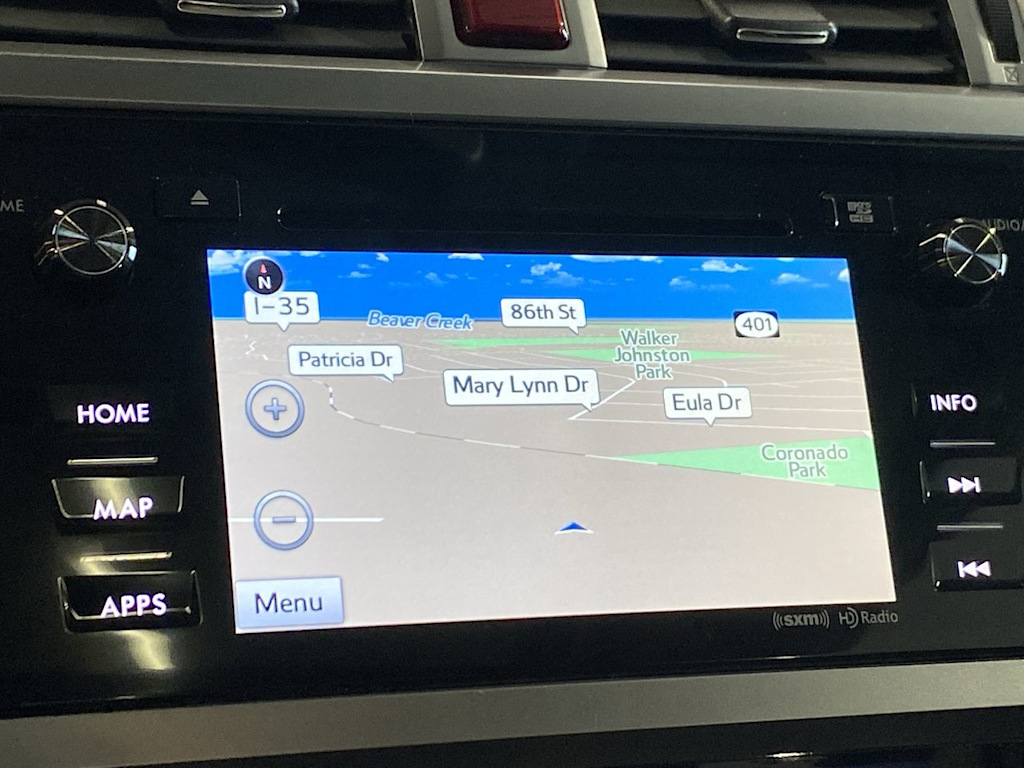 ME
AUDIO/
N
I-35
Beaver Creek
86th St
401
Walker
Johnston
Park
Patricia Dr
Mary Lynn Dr
Eula Dr
Coronado
Park
HOME
MAP
APPS
INFO
Menu
((sxm)) HD Radio